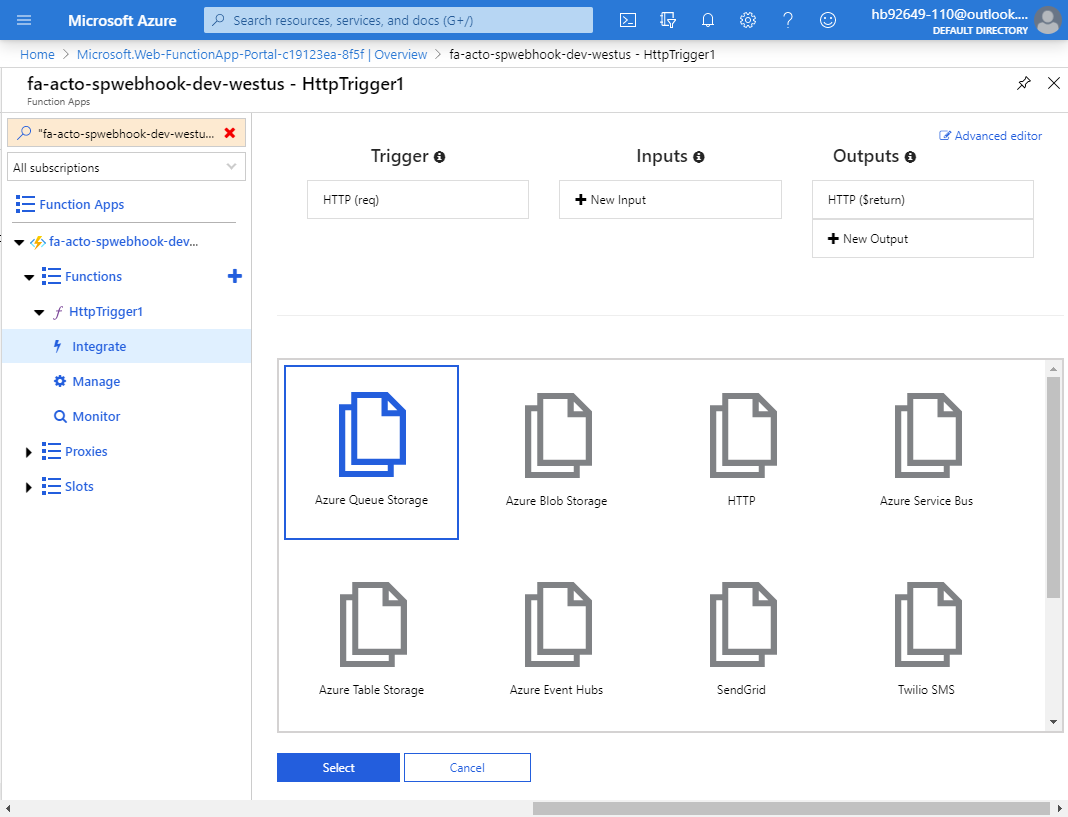 Microsoft Azure
Search resources, services, and docs (G+/)
hb92649-110@outlook....
DEFAULT DIRECTORY
Home > Microsoft.Web-FunctionApp-Portal-c19123ea-8f5f | Overview > fa-acto-spwebhook-dev-westus - HttpTrigger1
fa-acto-spwebhook-dev-westus - HttpTrigger1
Function Apps
"fa-acto-spwebhook-dev-westu...
All subscriptions
Function Apps
fa-acto-spwebhook-dev...
Functions
HttpTrigger1
Integrate
Manage
Monitor
Proxies
Slots
Advanced editor
Trigger
Inputs
Outputs
HTTP (req)
New Input
HTTP ($return)
New Output
Azure Queue Storage
Azure Blob Storage
HTTP
Azure Service Bus
Azure Table Storage
Azure Event Hubs
SendGrid
Twilio SMS
Select
Cancel